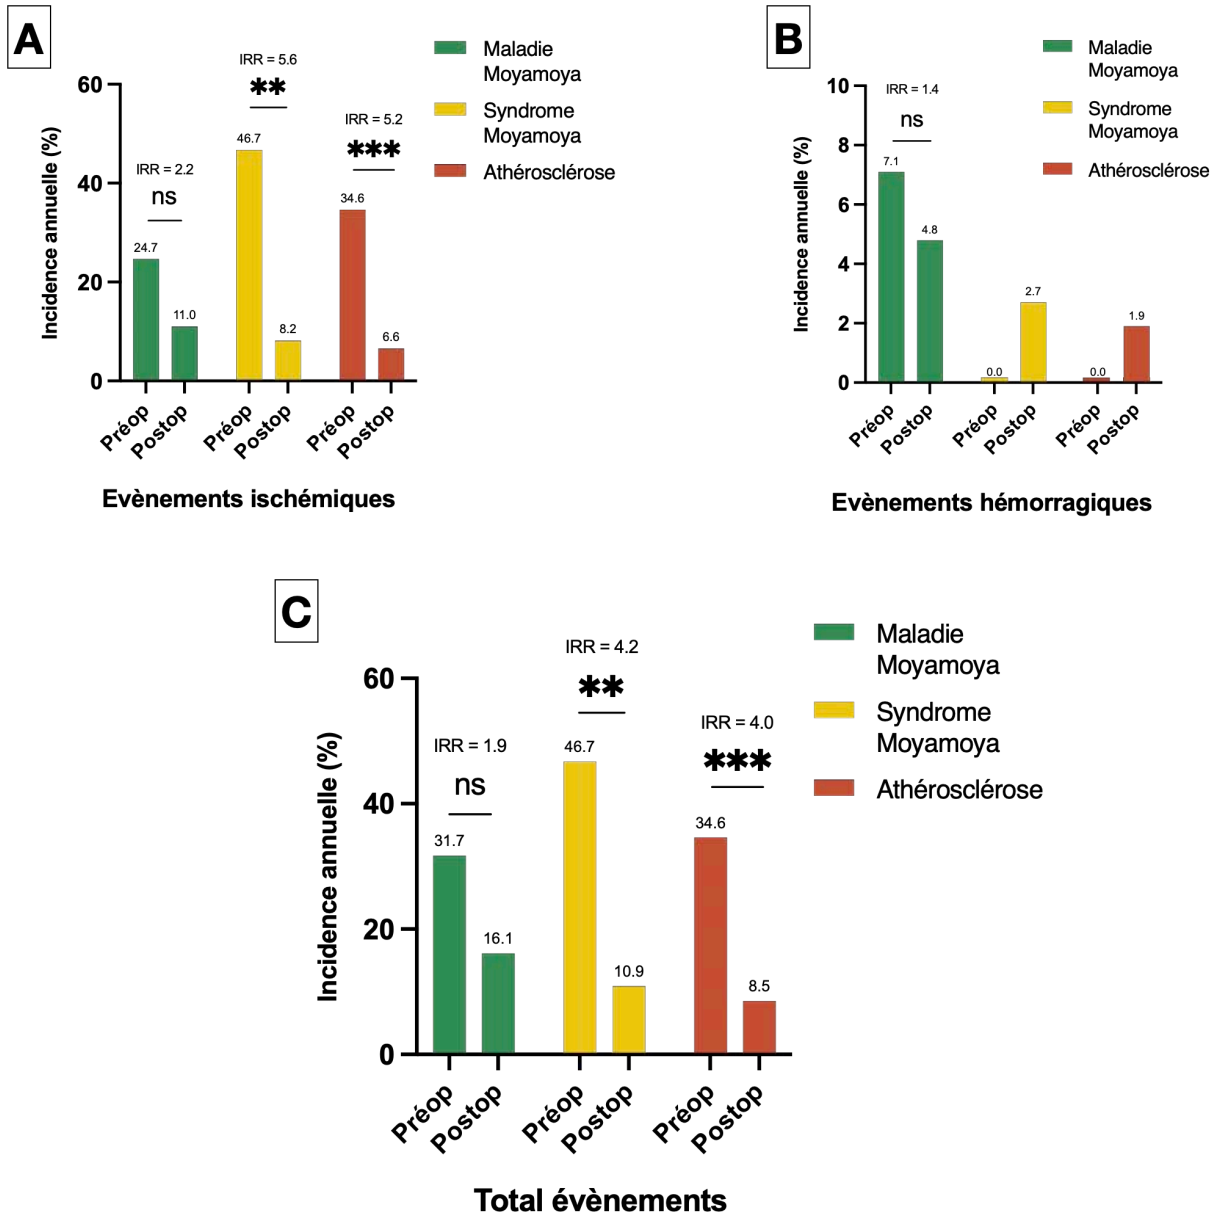 A
IRR = 5.6
**
IRR = 5.2
***
IRR = 2.2
ns
Maladie
Moyamoya
Syndrome
Moyamoya
Athérosclérose
Incidence annuelle (%)
60
40
20
0
24.7
11.0
46.7
8.2
34.6
6.6
Préop
Postop
Préop
Postop
Préop
Postop
Evènements ischémiques
B
IRR = 1.4
ns
Maladie
Moyamoya
Syndrome
Moyamoya
Athérosclérose
Incidence annuelle (%)
10
8
6
4
2
0
7.1
4.8
0.0
2.7
0.0
1.9
Préop
Postop
Préop
Postop
Préop
Postop
Evènements hémorragiques
C
IRR = 4.2
**
IRR = 4.0
***
IRR = 1.9
ns
Maladie
Moyamoya
Syndrome
Moyamoya
Athérosclérose
Incidence annuelle (%)
60
40
20
0
31.7
16.1
46.7
10.9
34.6
8.5
Préop
Postop
Préop
Postop
Préop
Postop
Total évènements